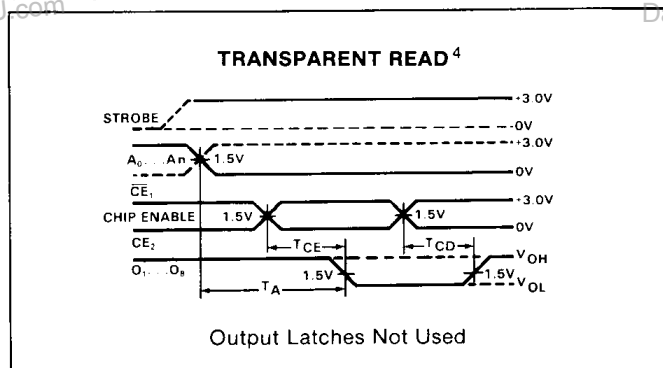 J.com
TRANSPARENT READ4
STROBE
+3.0V
0V
+3.0V
A0...An
1.5V
0V
CE1
+3.0V
CHIP ENABLE
1.5V
1.5V
0V
CE2
TCE
TCD
VOH
O1...O8
1.5V
1.5V
VOL
TA
Output Latches Not Used